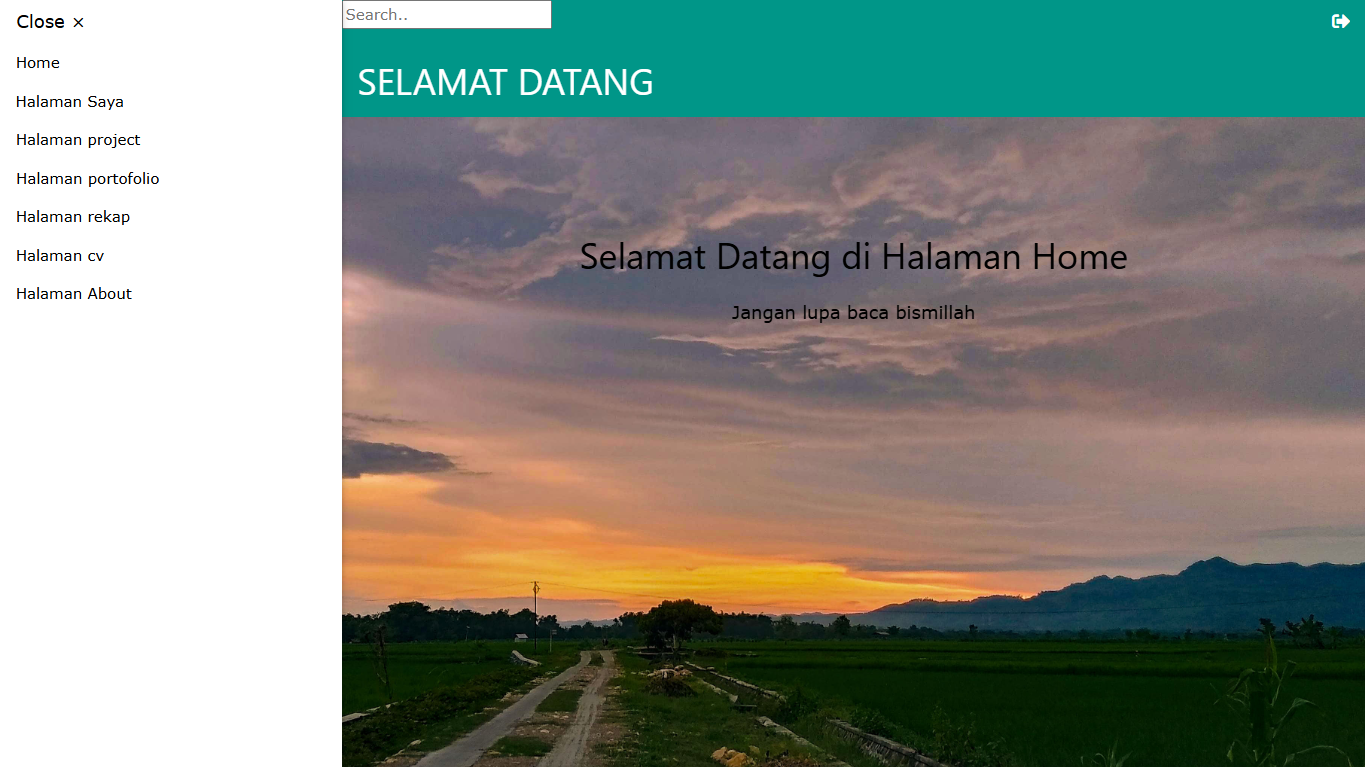 Close ×
Home
Halaman Saya
Halaman project
Halaman portofolio
Halaman rekap
Halaman cv
Halaman About
Search..
SELAMAT DATANG
Selamat Datang di Halaman Home
Jangan lupa baca bismillah